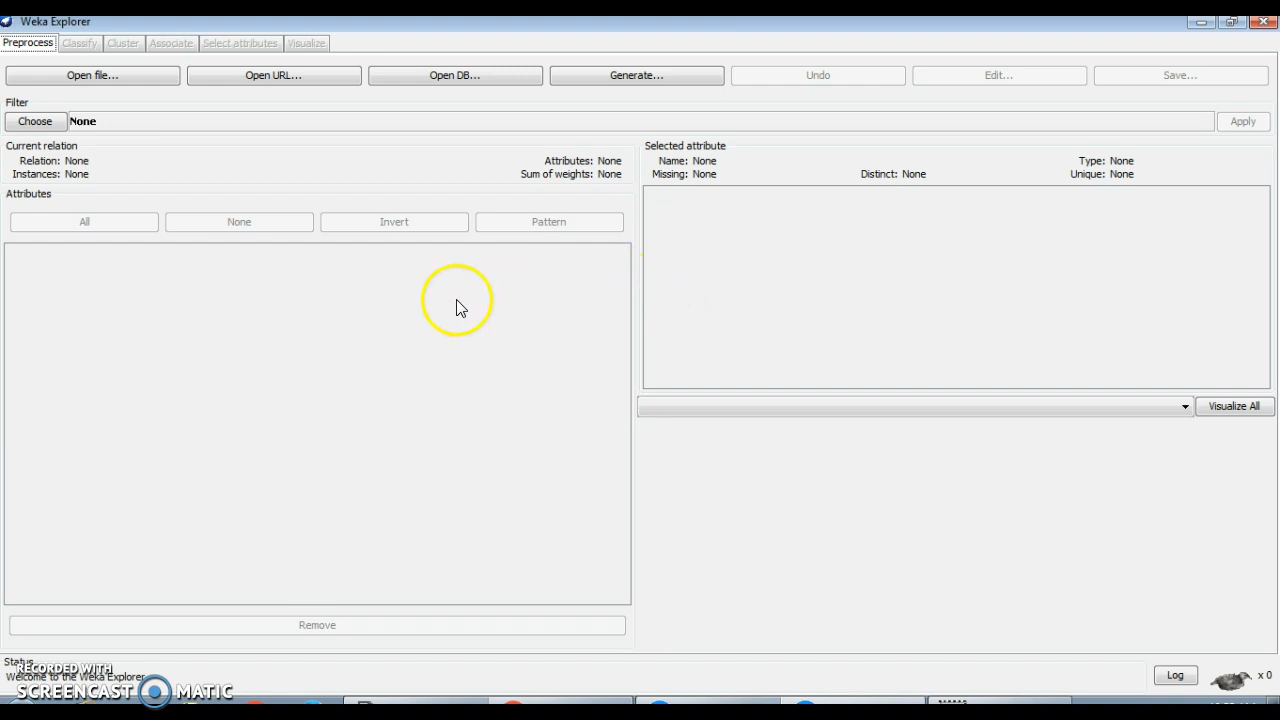 Weka Explorer
Preprocess Classify Cluster Associate Select attributes Visualize
Open file... Open URL... Open DB... Generate... Undo Edit... Save...
Filter
Choose None Apply
Current relation
Relation: None Attributes: None
Instances: None Sum of weights: None
Selected attribute
Name: None Type: None
Missing: None Distinct: None Unique: None
Attributes
All None Invert Pattern
Visualize All
Remove
Status
Welcome to the Weka Explorer
Log x 0
RECORDED WITH
SCREENCAST MATIC